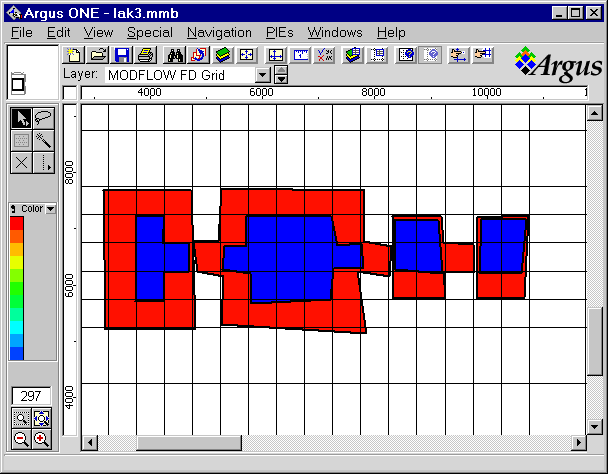 Argus ONE - lak3.mmb
File Edit View Special Navigation PIEs Windows Help
Layer: MODFLOW FD Grid
Argus
4000 6000 8000 10000 1
8000
6000
4000
Color
297